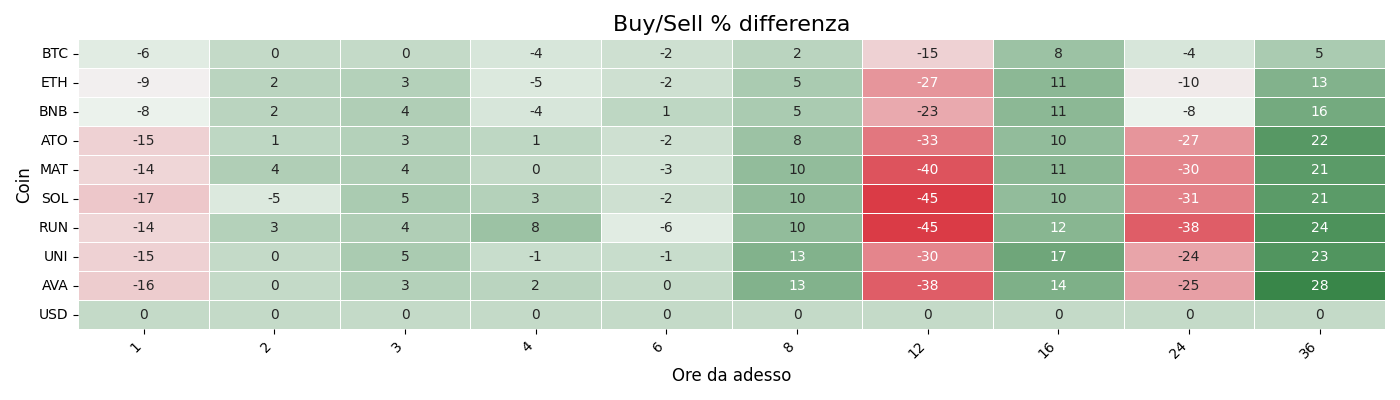 Buy/Sell % differenza
Coin
BTC -6 0 0 -4 -2 2 -15 8 -4 5
ETH -9 2 3 -5 -2 5 -27 11 -10 13
BNB -8 2 4 -4 1 5 -23 11 -8 16
ATO -15 1 3 1 -2 8 -33 10 -27 22
MAT -14 4 4 0 -3 10 -40 11 -30 21
SOL -17 -5 5 3 -2 10 -45 10 -31 21
RUN -14 3 4 8 -6 10 -45 12 -38 24
UNI -15 0 5 -1 -1 13 -30 17 -24 23
AVA -16 0 3 2 0 13 -38 14 -25 28
USD 0 0 0 0 0 0 0 0 0 0
1 2 3 4 6 8 12 16 24 36
Ore da adesso